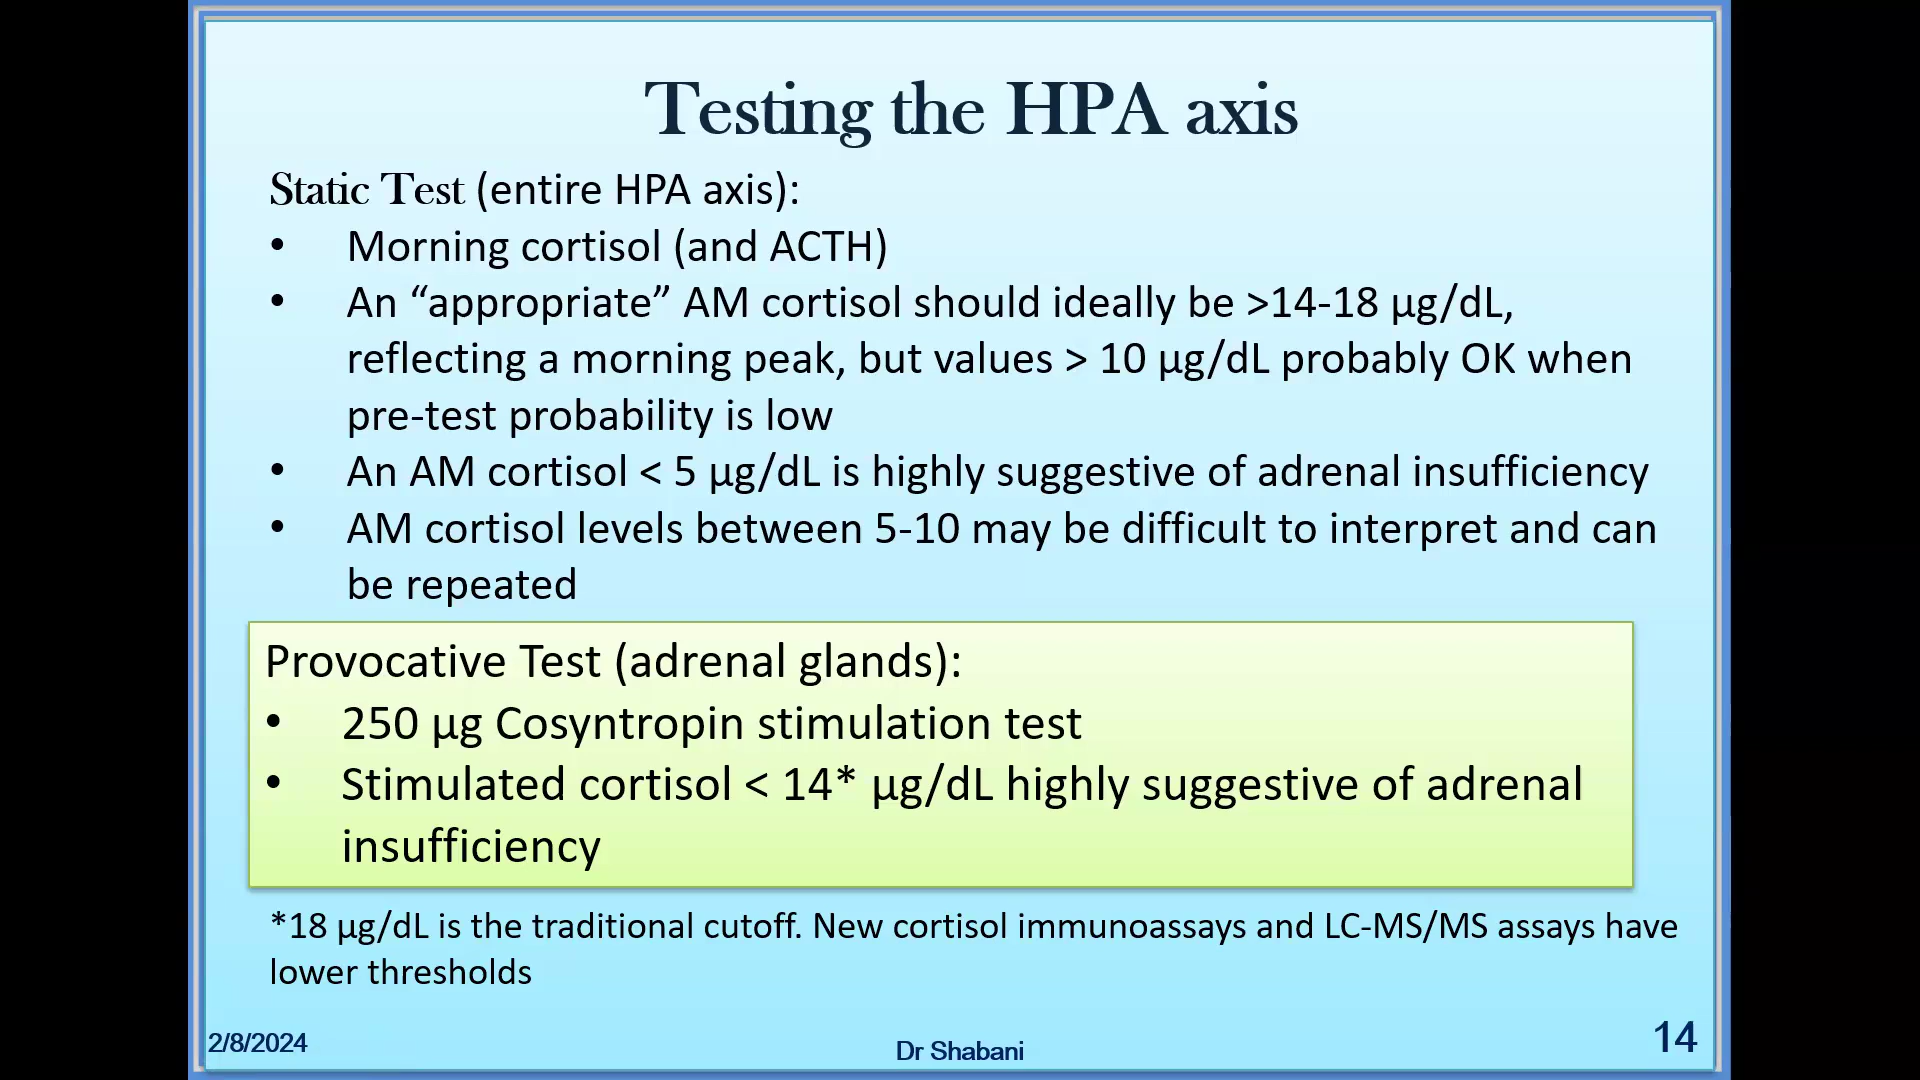 Testing the HPA axis
Static Test (entire HPA axis):
• Morning cortisol (and ACTH)
• An “appropriate” AM cortisol should ideally be >14-18 µg/dL,
reflecting a morning peak, but values > 10 µg/dL probably OK when
pre-test probability is low
• An AM cortisol < 5 µg/dL is highly suggestive of adrenal insufficiency
• AM cortisol levels between 5-10 may be difficult to interpret and can
be repeated
Provocative Test (adrenal glands):
• 250 µg Cosyntropin stimulation test
• Stimulated cortisol < 14* µg/dL highly suggestive of adrenal
insufficiency
*18 µg/dL is the traditional cutoff. New cortisol immunoassays and LC-MS/MS assays have
lower thresholds
2/8/2024
Dr Shabani
14